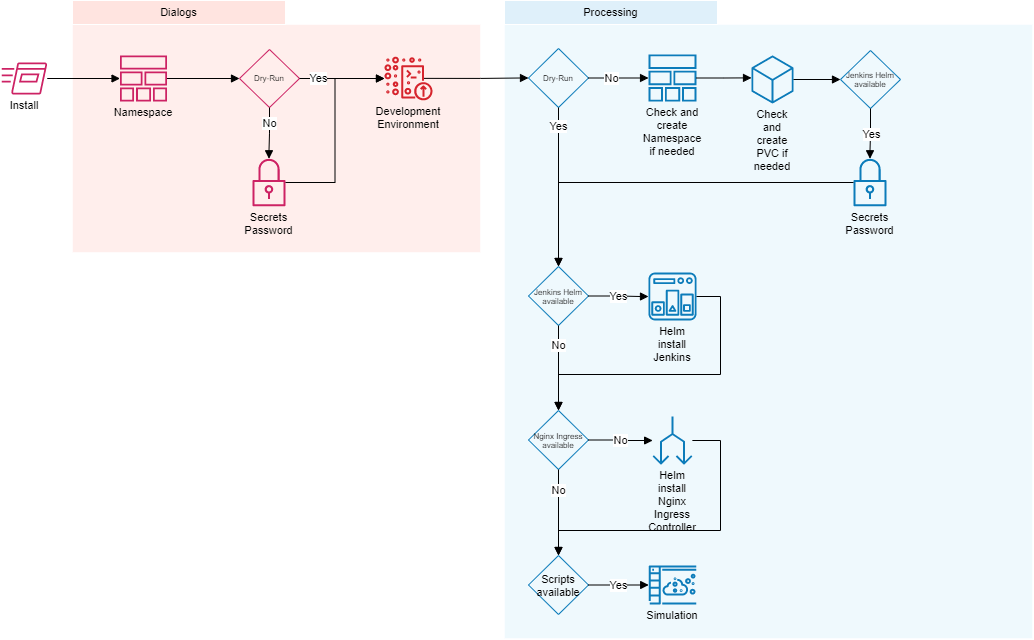 Dialogs
Processing
Install
Namespace
Dry-Run
Yes
No
Secrets
Password
Development
Environment
Dry-Run
No
Yes
Check and
create
Namespace
if needed
Check
and
create
PVC if
needed
Jenkins Helm
available
Yes
Secrets
Password
Jenkins Helm
available
Yes
No
Helm
install
Jenkins
Nginx Ingress
available
No
No
Helm
install
Nginx
Ingress
Controller
Scripts
available
Yes
Simulation